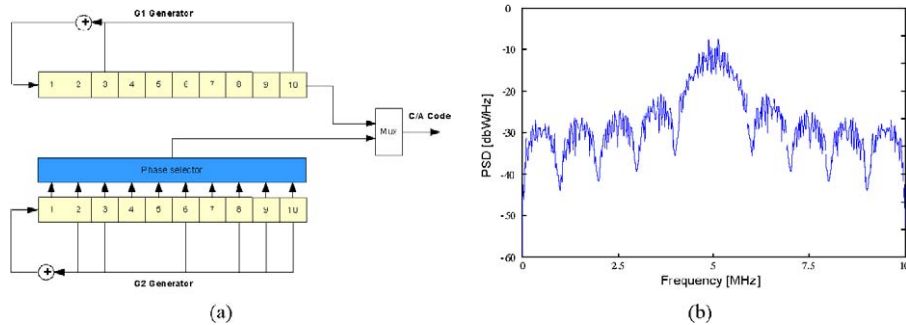 G1 Generator
+
1 2 3 4 5 6 7 8 9 10
C/A Code
Mux
Phase selector
1 2 3 4 5 6 7 8 9 10
+
G2 Generator
(a)
0
-10
-20
-30
-40
-50
-60
PSD [dbW/Hz]
0 2.5 5 7.5 10
Frequency [MHz]
(b)